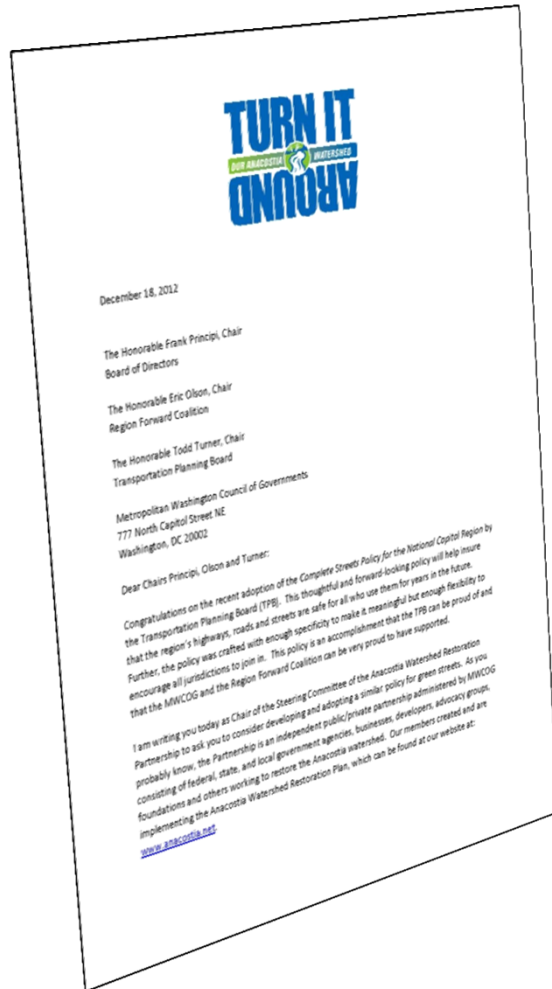 TURN IT
OUR ANACOSTIA WATERSHED
AROUND
December 18, 2012
The Honorable Frank Principi, Chair
Board of Directors
The Honorable Eric Olson, Chair
Region Forward Coalition
The Honorable Todd Turner, Chair
Transportation Planning Board
Metropolitan Washington Council of Governments
777 North Capitol Street NE
Washington, DC 20002
Dear Chairs Principi, Olson and Turner:
Congratulations on the recent adoption of the Complete Streets Policy for the National Capital Region by
the Transportation Planning Board (TPB). This thoughtful and forward-looking policy will help insure
that the region's highways, roads and streets are safe for all who use them for years in the future.
Further, the policy was crafted with enough specificity to make it meaningful but enough flexibility to
encourage all jurisdictions to join in. This policy is an accomplishment that the TPB can be proud of and
that the MWCOG and the Region Forward Coalition can be very proud to have supported.
I am writing you today as Chair of the Steering Committee of the Anacostia Watershed Restoration
Partnership to ask you to consider developing and adopting a similar policy for green streets. As you
probably know, the Partnership is an independent public/private partnership administered by MWCOG
consisting of federal, state, and local government agencies, businesses, developers, advocacy groups,
foundations and others working to restore the Anacostia watershed. Our members created and are
implementing the Anacostia Watershed Restoration Plan, which can be found at our website at:
www.anacostia.net.